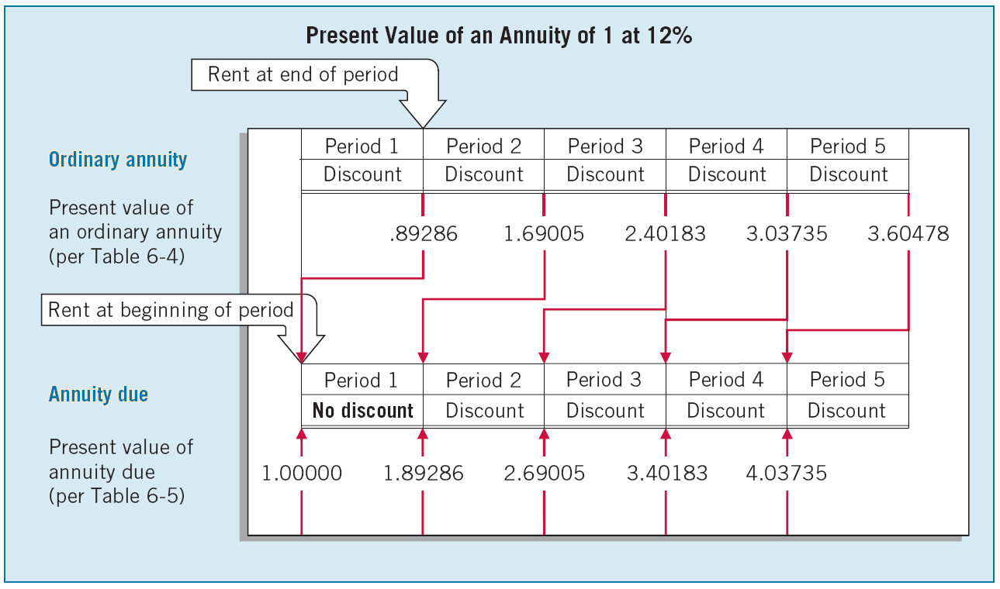 Present Value of an Annuity of 1 at 12%
Rent at end of period
Ordinary annuity
Period 1 Period 2 Period 3 Period 4 Period 5
Discount Discount Discount Discount Discount
Present value of
an ordinary annuity
(per Table 6-4)
.89286 1.69005 2.40183 3.03735 3.60478
Rent at beginning of period
Annuity due
Period 1 Period 2 Period 3 Period 4 Period 5
No discount Discount Discount Discount Discount
Present value of
annuity due
(per Table 6-5)
1.00000 1.89286 2.69005 3.40183 4.03735